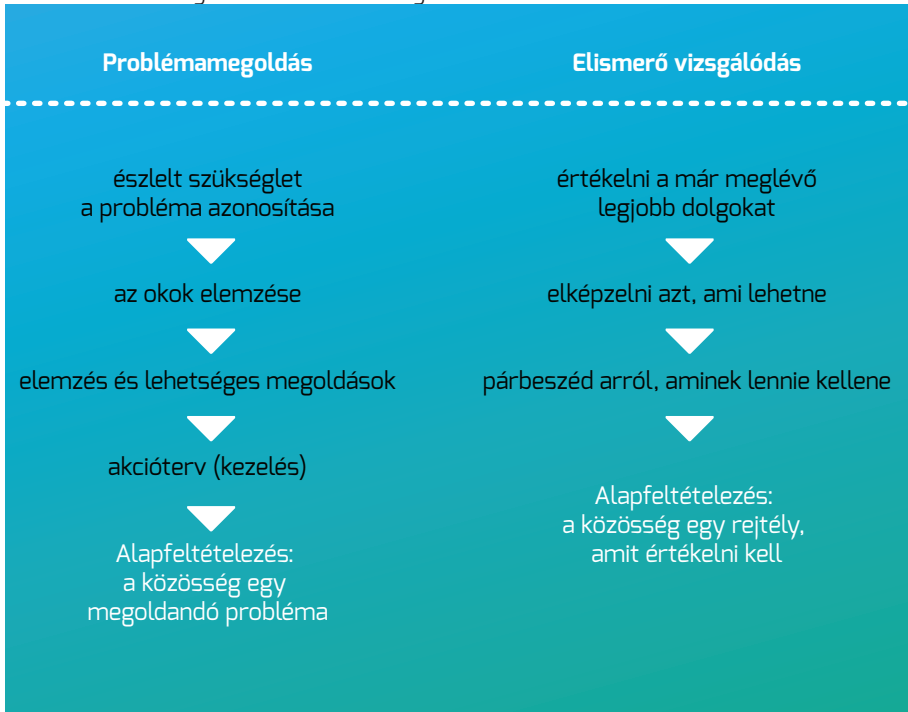 Problémamegoldás
észlelt szükséglet
a probléma azonosítása
az okok elemzése
elemzés és lehetséges megoldások
akcióterv (kezelés)
Alapfeltételezés:
a közösség egy
megoldandó probléma
Elismerő vizsgálódás
értékelni a már meglévő
legjobb dolgokat
elképzelni azt, ami lehetne
párbeszéd arról, aminek lennie kellene
Alapfeltételezés:
a közösség egy rejtély,
amit értékelni kell